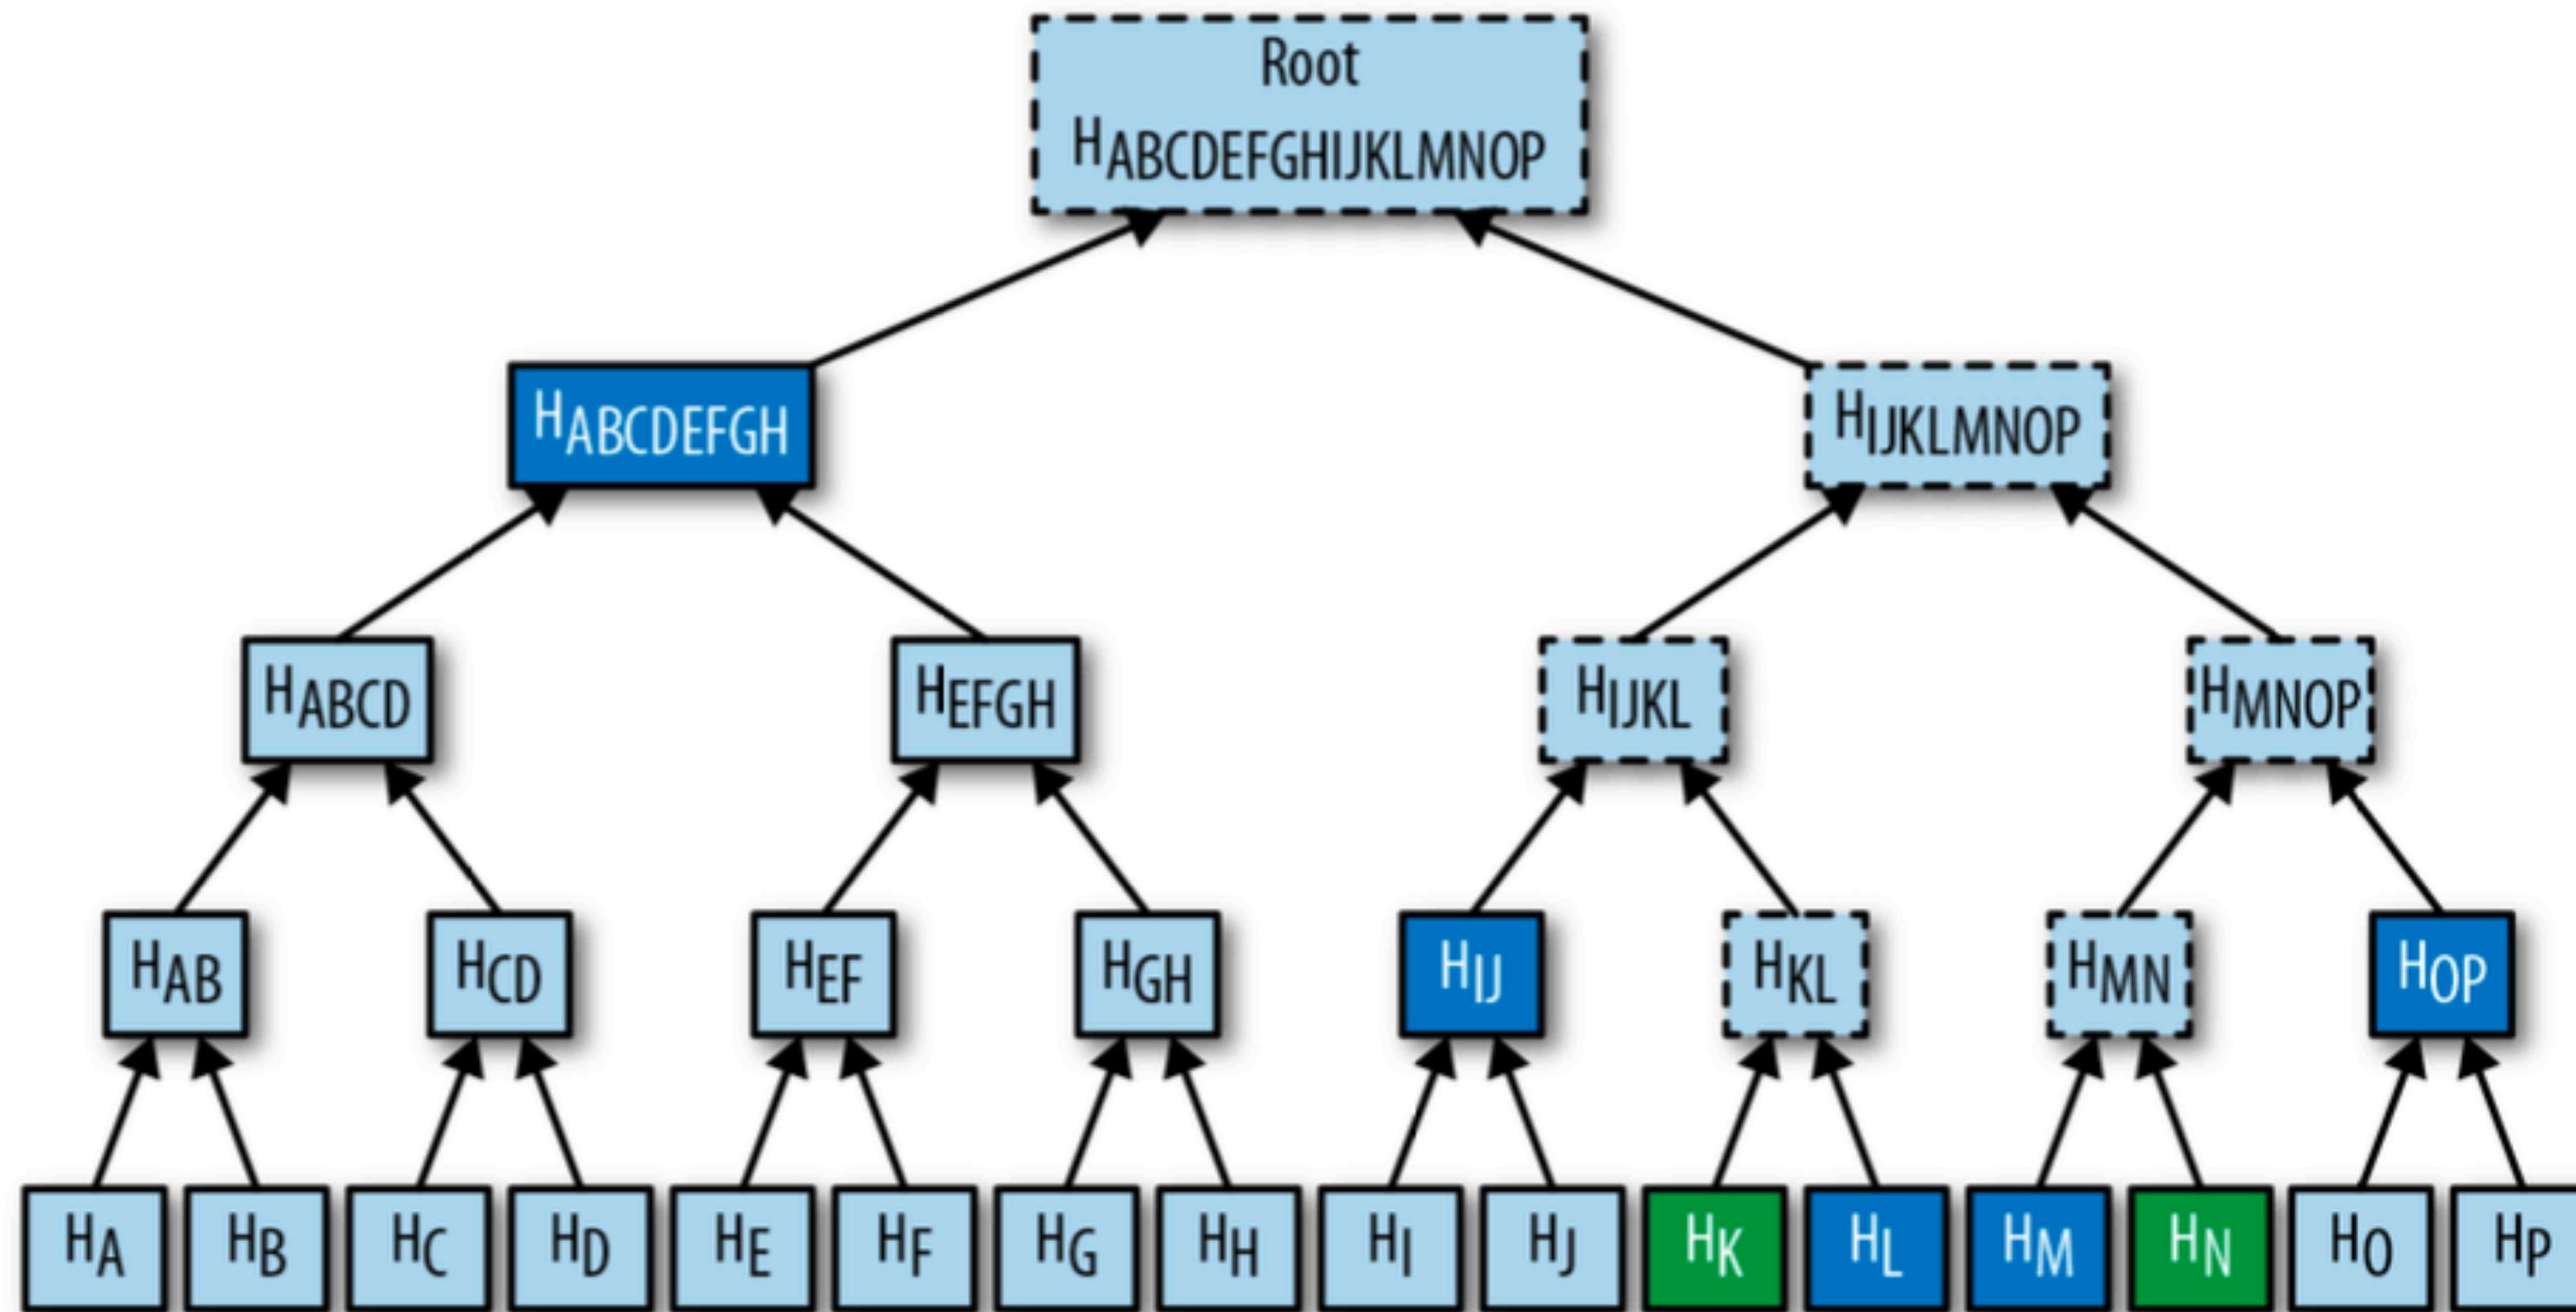 Root
HABCDEFGHIJKLMNOP
HABCDEFGH
HIJKLMNOP
HABCD
HEFGH
HIJKL
HMNOP
HAB
HCD
HEF
HGH
HIJ
HKL
HMN
HOP
HA
HB
HC
HD
HE
HF
HG
HH
HI
HJ
HK
HL
HM
HN
HO
HP